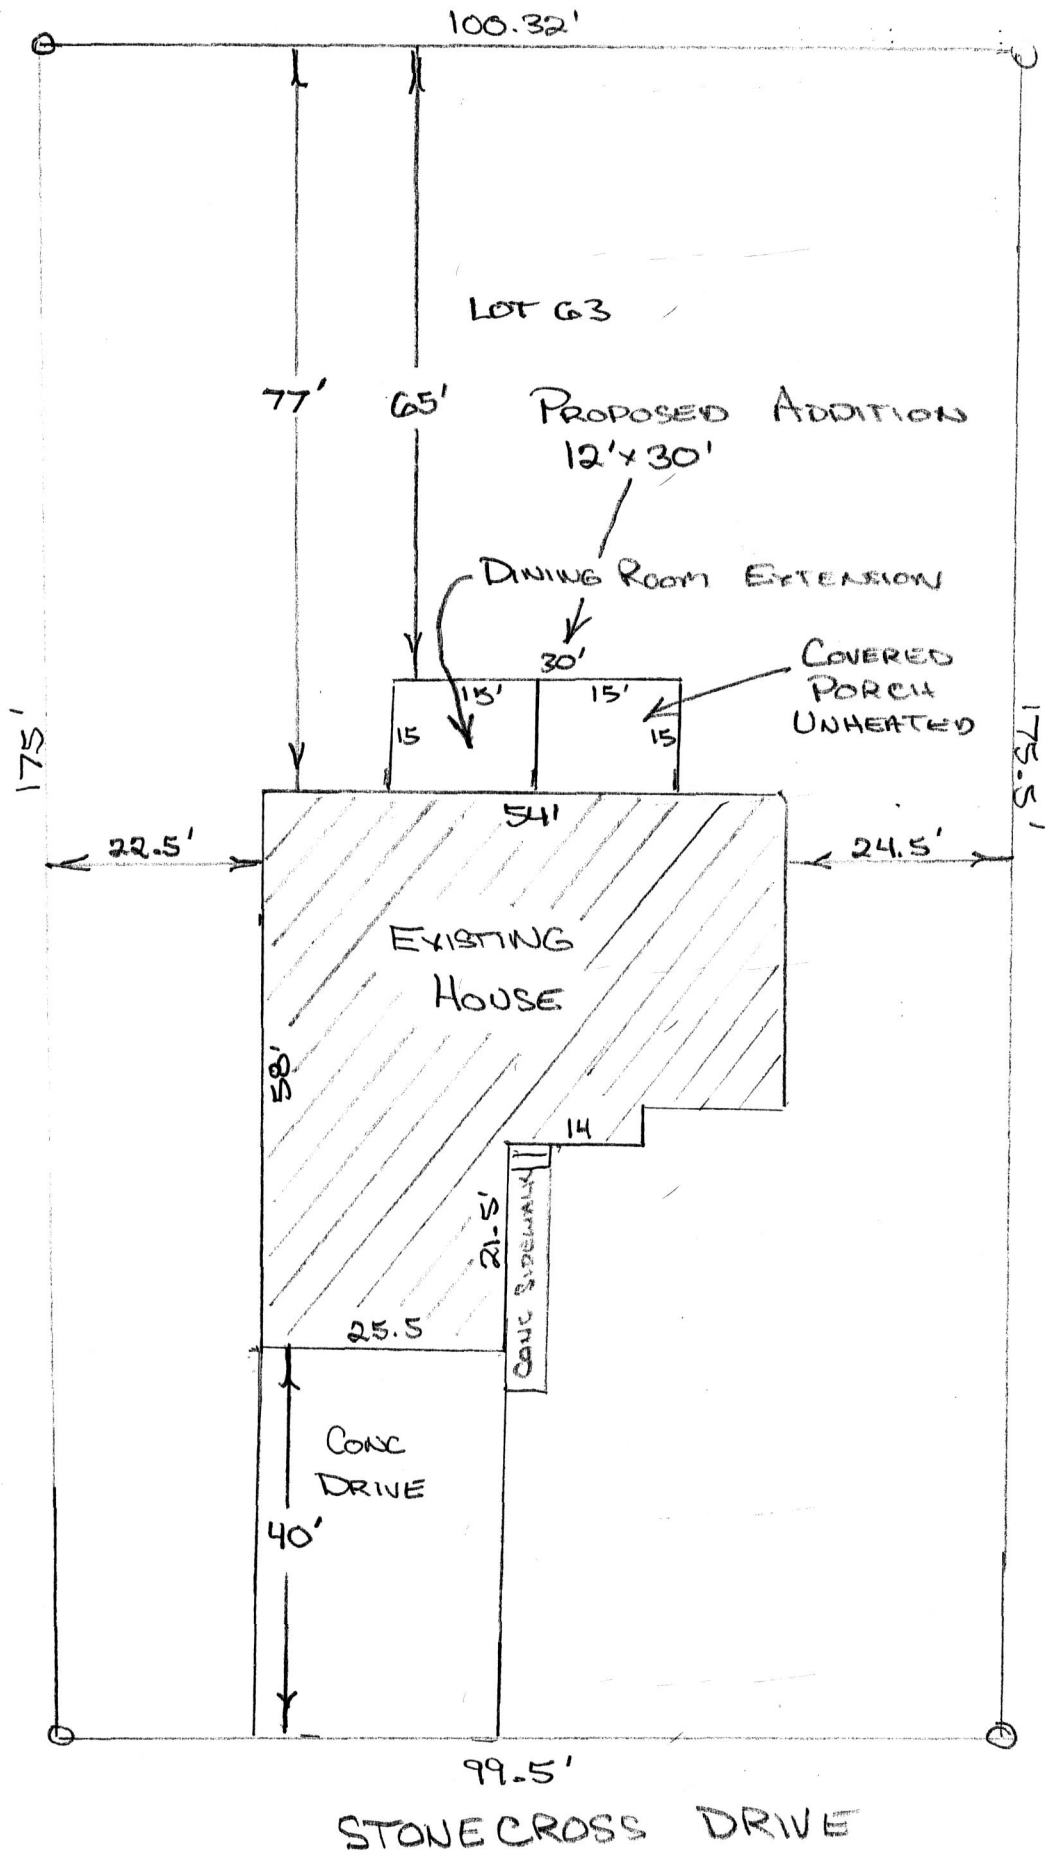 100.32'
LOT 63
77'
65'
PROPOSED ADDITION
12'x30'
DINING ROOM EXTENSION
30'
COVERED
PORCH
UNHEATED
15'
15'
15
15
175'
175.5'
54'
22.5'
24.5'
EXISTING
HOUSE
58'
14
21.5'
CONC SIDEWALK
25.5
CONC
DRIVE
40'
99.5'
STONECROSS DRIVE